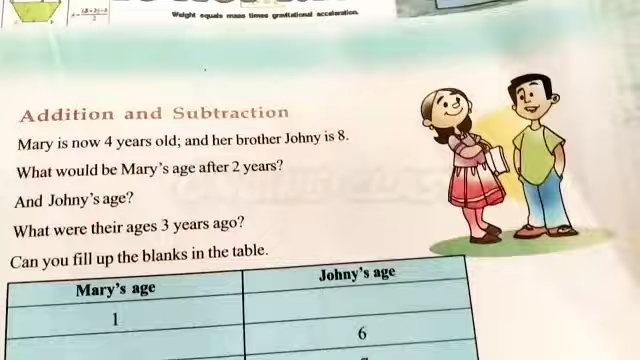 Weight equals mass times gravitational acceleration.
Addition and Subtraction
Mary is now 4 years old; and her brother Johny is 8.
What would be Mary's age after 2 years?
And Johny's age?
What were their ages 3 years ago?
Can you fill up the blanks in the table.
Mary's age
Johny's age
1
6